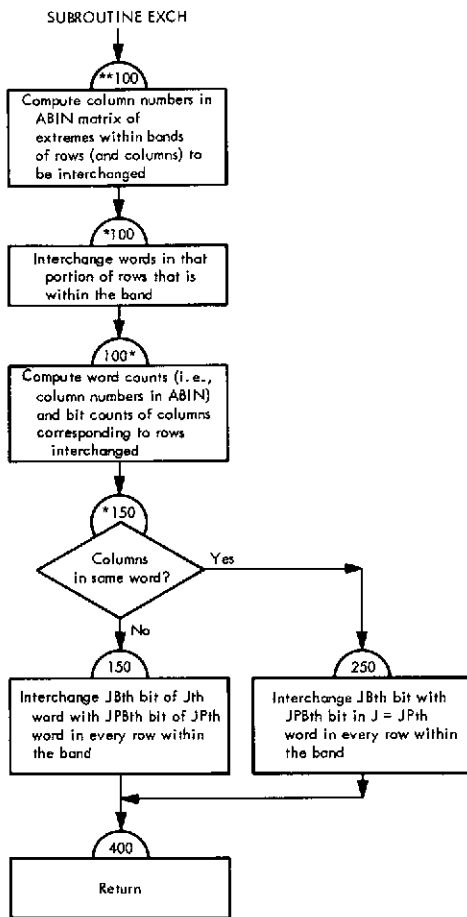 SUBROUTINE EXCH
**100
Compute column numbers in
ABIN matrix of
extremes within bands
of rows (and columns) to
be interchanged
*100
Interchange words in that
portion of rows that is
within the band
100*
Compute word counts (i.e.,
column numbers in ABIN)
and bit counts of columns
corresponding to rows
interchanged
*150
Columns
in same word?
Yes
No
150
Interchange JBth bit of Jth
word with JPBth bit of JPth
word in every row within
the band
250
Interchange JBth bit with
JPBth bit in J = JPth
word in every row within
the band
400
Return